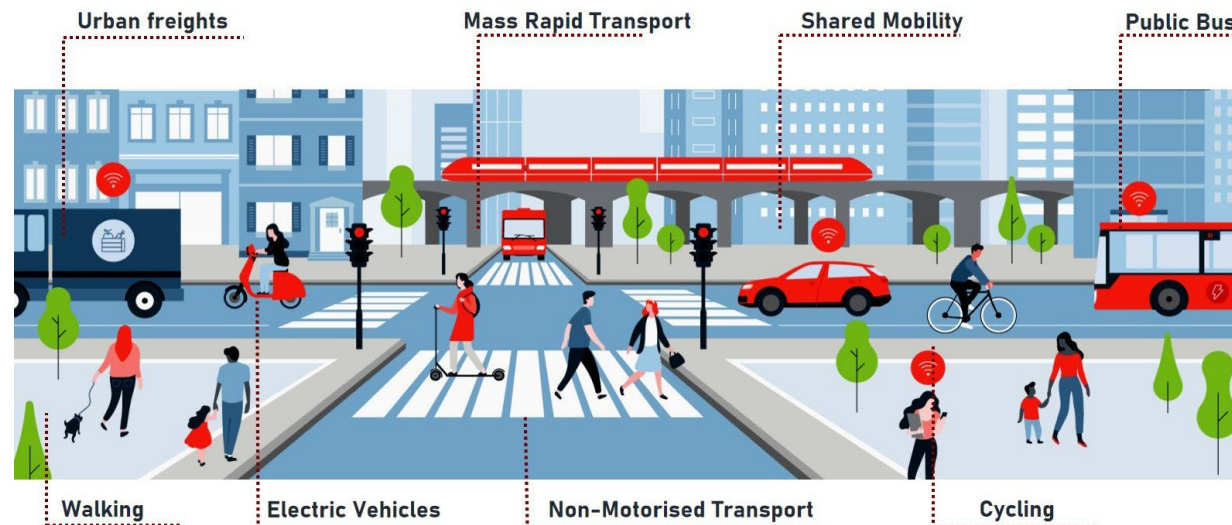 Urban freights
Mass Rapid Transport
Shared Mobility
Public Bus
Walking
Electric Vehicles
Non-Motorised Transport
Cycling